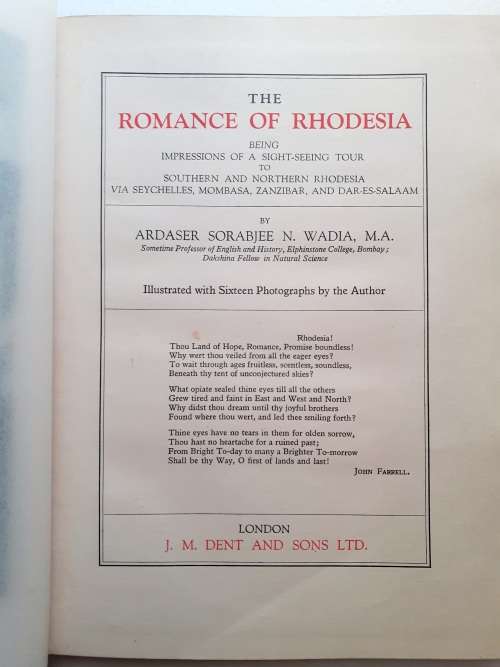 THE
ROMANCE OF RHODESIA
BEING
IMPRESSIONS OF A SIGHT-SEEING TOUR
TO
SOUTHERN AND NORTHERN RHODESIA
VIA SEYCHELLES, MOMBASA, ZANZIBAR, AND DAR-ES-SALAAM
BY
ARDASER SORABJEE N. WADIA, M.A.
Sometime Professor of English and History, Elphinstone College, Bombay;
Dakshina Fellow in Natural Science
Illustrated with Sixteen Photographs by the Author
Rhodesia!
Thou Land of Hope, Romance, Promise boundless!
Why wert thou veiled from all the eager eyes?
To wait through ages fruitless, scentless, soundless,
Beneath thy tent of unconjectured skies?
What opiate sealed thine eyes till all the others
Grew tired and faint in East and West and North?
Why didst thou dream until thy joyful brothers
Found where thou wert, and led thee smiling forth?
Thine eyes have no tears in them for olden sorrow,
Thou hast no heartache for a ruined past;
From Bright To-day to many a Brighter To-morrow
Shall be thy Way, O first of lands and last!
JOHN FARRELL.
LONDON
J. M. DENT AND SONS LTD.